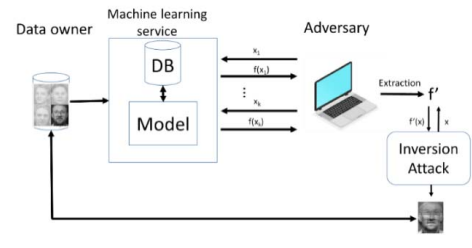 Machine learning
service
Data owner
Adversary
DB
Model
x₁
f(x₁)
⋮
xₖ
f(xₖ)
Extraction
f'
f'(x)
x
Inversion
Attack